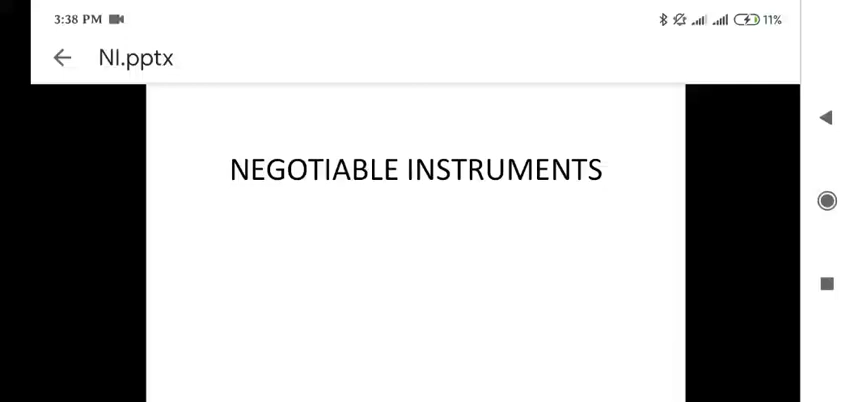 3:38 PM
11%
NI.pptx
NEGOTIABLE INSTRUMENTS